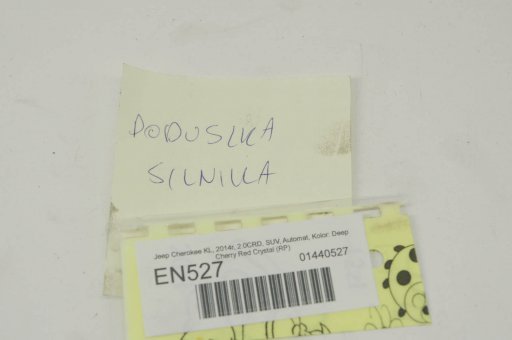 PODUSZKA
SILNIKA
Jeep Cherokee KL, 2014r, 2.0CRD, SUV, Automat, Kolor: Deep
Cherry Red Crystal (RP)
01440527
EN527